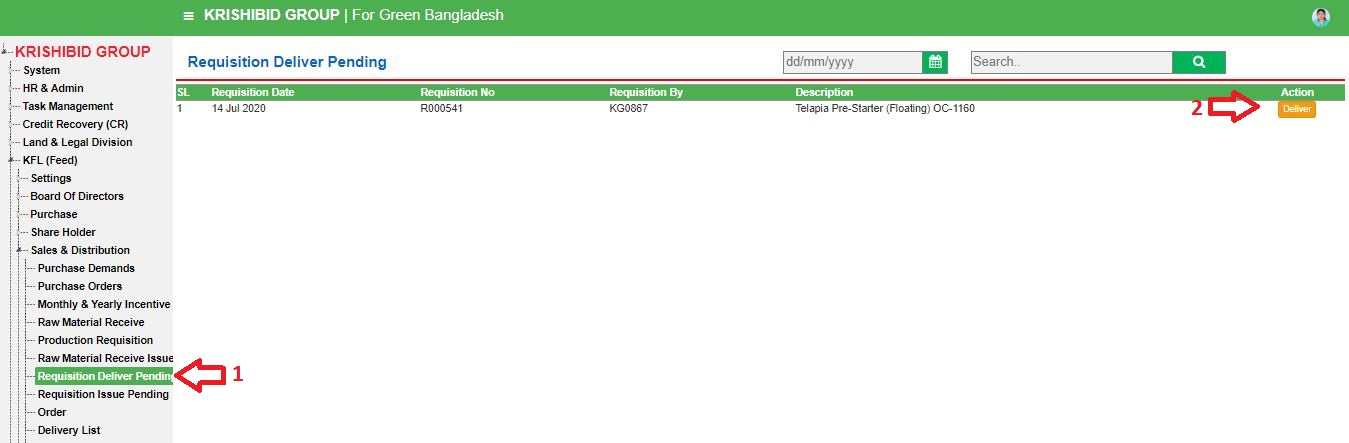 KRISHIBID GROUP | For Green Bangladesh
KRISHIBID GROUP
System
HR & Admin
Task Management
Credit Recovery (CR)
Land & Legal Division
KFL (Feed)
Settings
Board Of Directors
Purchase
Share Holder
Sales & Distribution
Purchase Demands
Purchase Orders
Monthly & Yearly Incentive
Raw Material Receive
Production Requisition
Raw Material Receive Issue
Requisition Deliver Pending
1
Requisition Issue Pending
Order
Delivery List
Requisition Deliver Pending
dd/mm/yyyy
Search..
SL Requisition Date Requisition No Requisition By Description Action
1 14 Jul 2020 R000541 KG0867 Telapia Pre-Starter (Floating) OC-1160 2 Deliver